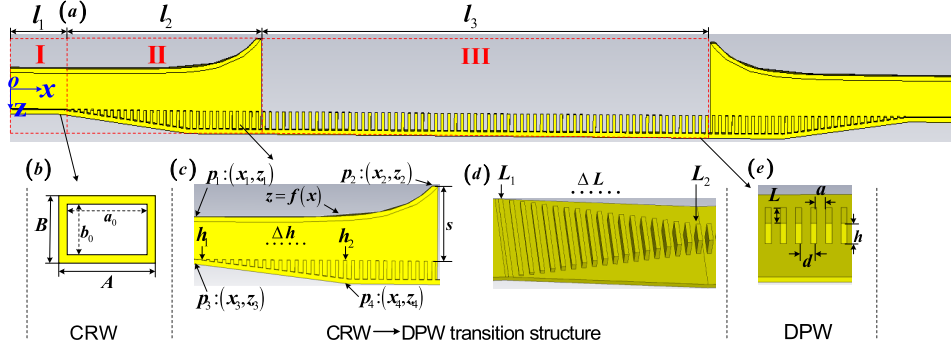 l₁ (a) l₂ l₃
I II III
o x
z
(b)
B b₀ a₀
A
(c)
p₁:(x₁,z₁) p₂:(x₂,z₂)
z=f(x)
s
h₁ Δh h₂
......
p₃:(x₃,z₃) p₄:(x₄,z₄)
(d)
L₁ ΔL L₂
......
(e)
a
L
h
d
CRW CRW→DPW transition structure DPW